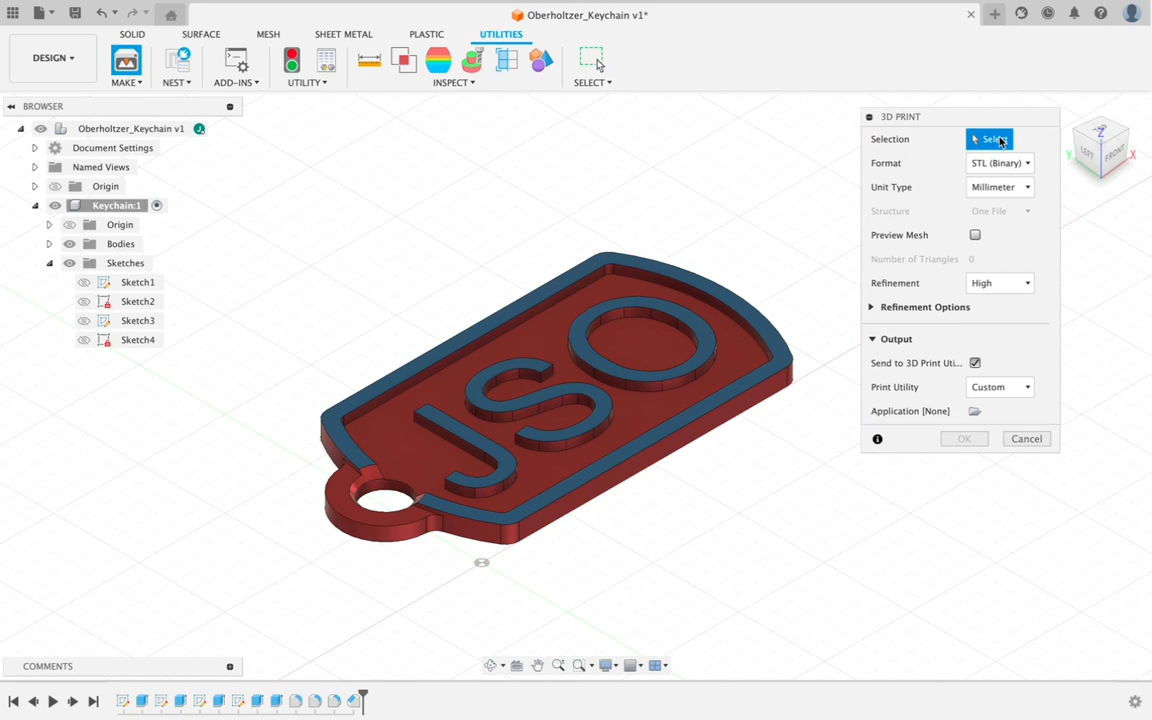 Oberholtzer_Keychain v1*
SOLID SURFACE MESH SHEET METAL PLASTIC UTILITIES
DESIGN
MAKE NEST ADD-INS UTILITY INSPECT SELECT
BROWSER
Oberholtzer_Keychain v1
Document Settings
Named Views
Origin
Keychain:1
Origin
Bodies
Sketches
Sketch1
Sketch2
Sketch3
Sketch4
JSO
3D PRINT
Selection Select
Format STL (Binary)
Unit Type Millimeter
Structure One File
Preview Mesh
Number of Triangles 0
Refinement High
Refinement Options
Output
Send to 3D Print Uti...
Print Utility Custom
Application [None]
OK Cancel
Z
Y LEFT FRONT X
COMMENTS